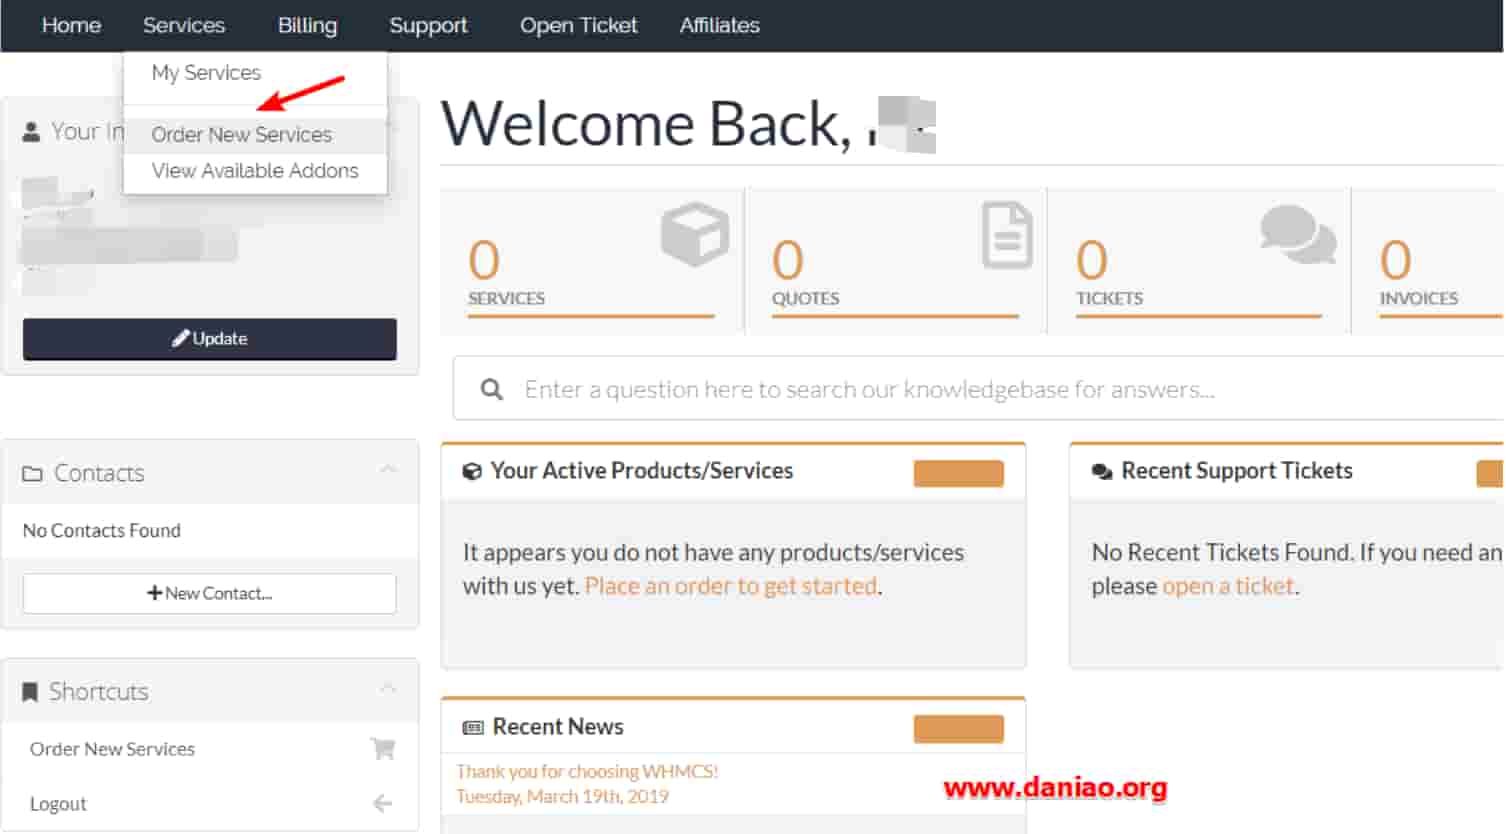 Home Services Billing Support Open Ticket Affiliates
My Services
Order New Services
View Available Addons
Your
Update
Contacts
No Contacts Found
New Contact...
Shortcuts
Order New Services
Logout
Welcome Back,
0
SERVICES
0
QUOTES
0
TICKETS
0
INVOICES
Enter a question here to search our knowledgebase for answers...
Your Active Products/Services
It appears you do not have any products/services
with us yet. Place an order to get started.
Recent Support Tickets
No Recent Tickets Found. If you need an
please open a ticket.
Recent News
Thank you for choosing WHMCS!
Tuesday, March 19th, 2019
www.daniao.org